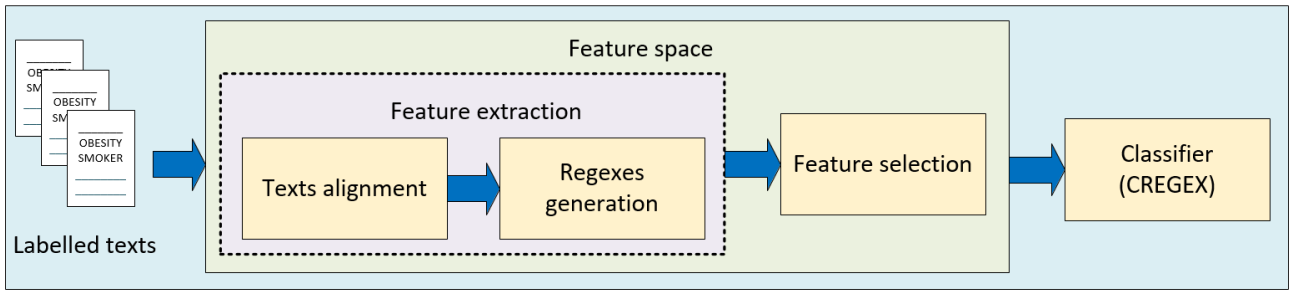 OBESITY
SM
OBESITY
SM
OBESITY
SMOKER
Labelled texts
Feature space
Feature extraction
Texts alignment
Regexes
generation
Feature selection
Classifier
(CREGEX)